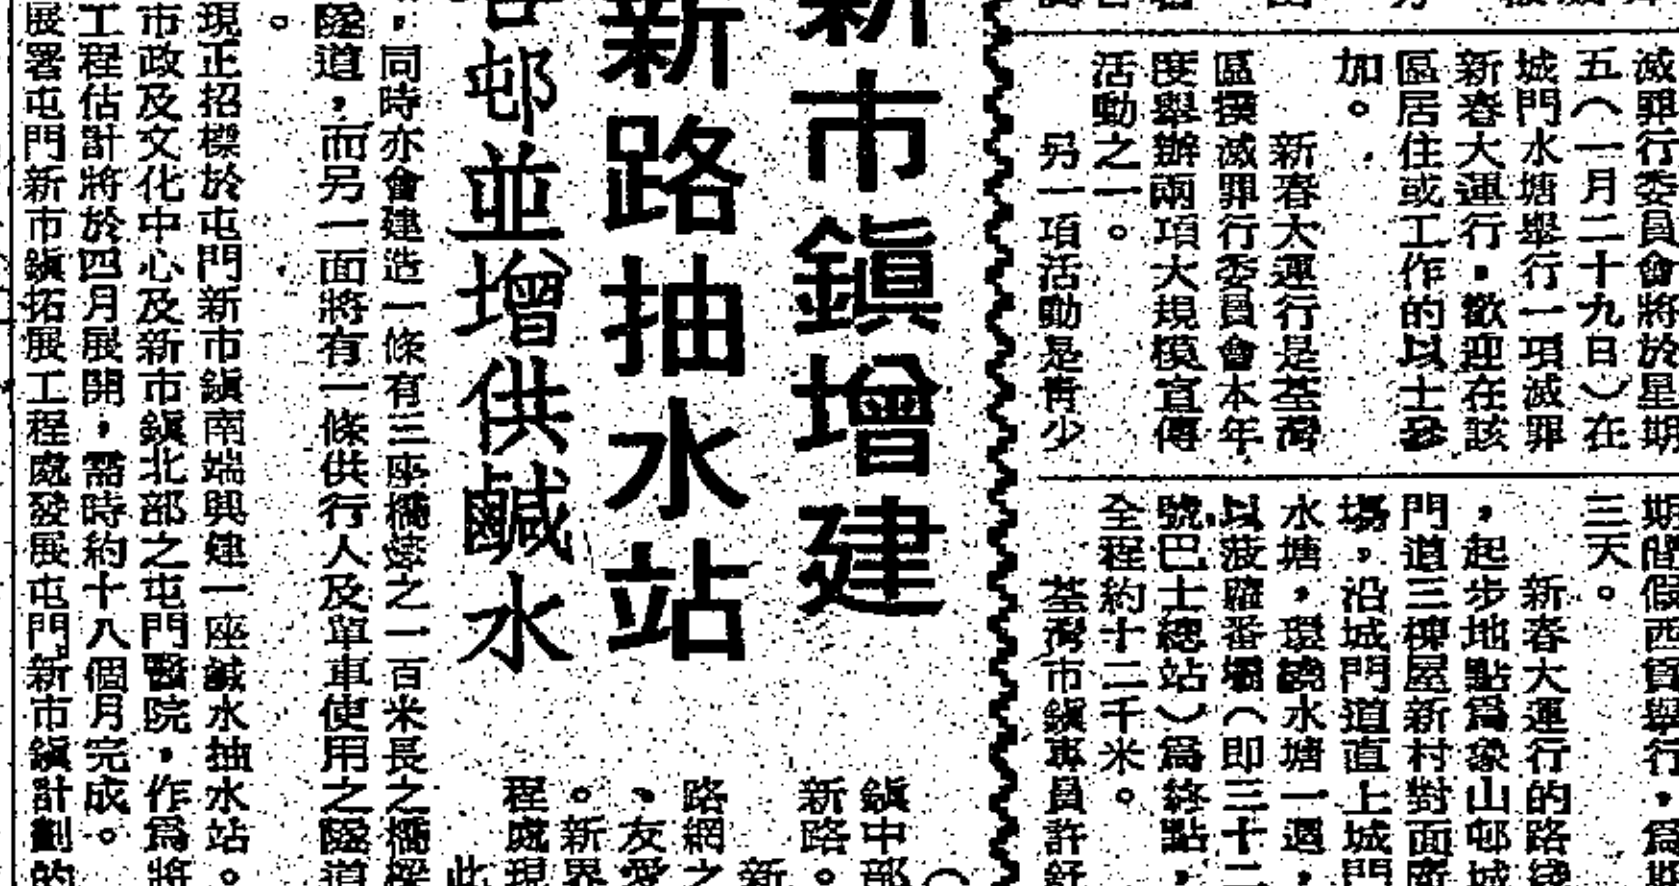 滅罪行委員會將於星期
五（一月二十九日）在
城門水塘舉行一項滅罪
新春大運行，歡迎在該
區居住或工作的人士參
加。
新春大運行是荃灣
區撲滅罪行委員會本年
度舉辦兩項大規模宣傳
活動之一。
另一項活動是青少
期間假西貢舉行，為期
三天。
新春大運行的路綫
，起步地點為象山邨城
門道三棟屋新村對面廣
場，沿城門道直上城門
水塘，環繞水塘一週，
以菠蘿番壩（即三十二
號巴士總站）為終點，
全程約十二千米。
荃灣市鎮專員許舒
新市鎮增建
新路抽水站
邨並增供鹹水
鎮中部
新路。
新
路網之
、友愛
。新界
程處現
此
，同時亦會建造一條有三座橋墩之一百米長之橋樑
隧道，而另一面將有一條供行人及單車使用之隧道
。
現正招標於屯門新市鎮南端興建一座鹹水抽水站。
市政及文化中心及新市鎮北部之屯門醫院，作為將
工程估計將於四月展開，需時約十八個月完成。
展署屯門新市鎮拓展工程處發展屯門新市鎮計劃的